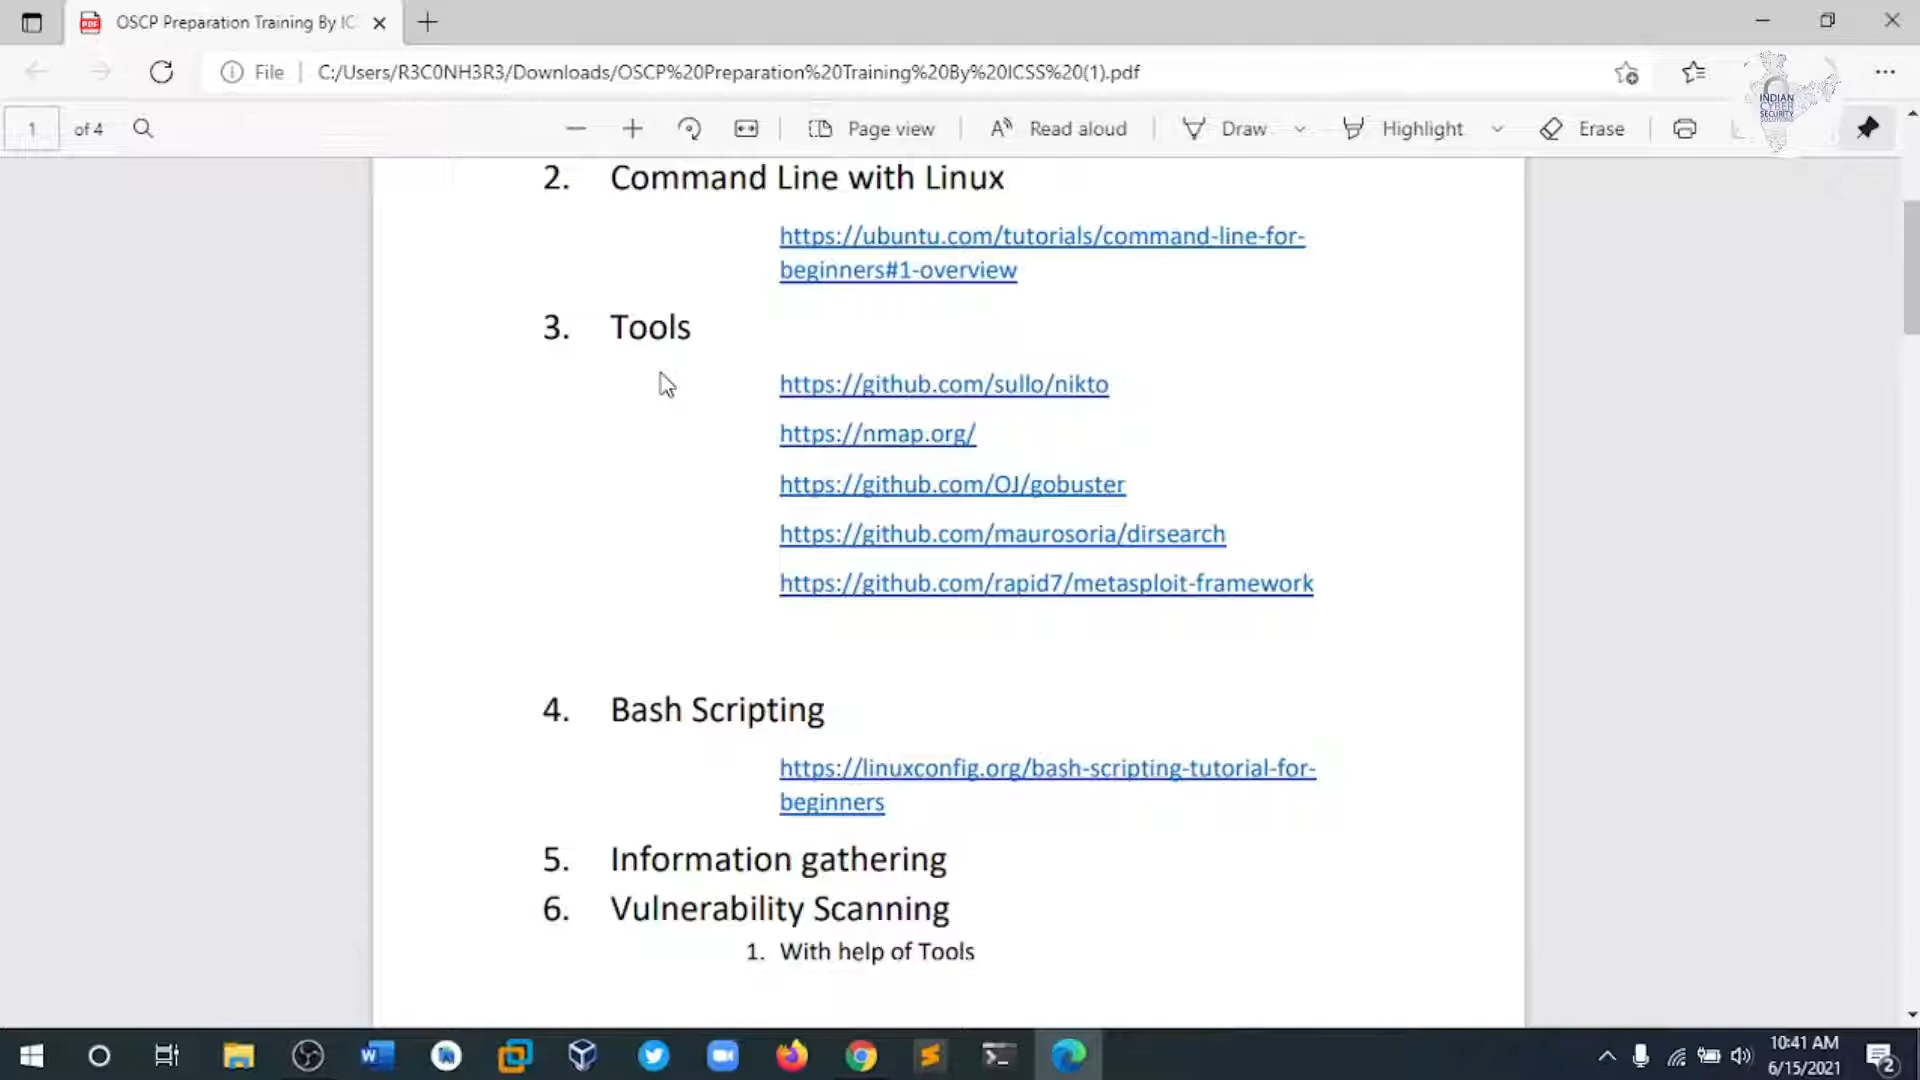 OSCP Preparation Training By IC
File
C:/Users/R3C0NH3R3/Downloads/OSCP%20Preparation%20Training%20By%20ICSS%20(1).pdf
INDIAN
CYBER
SECURITY
SOLUTIONS
1 of 4
Page view
Read aloud
Draw
Highlight
Erase
2. Command Line with Linux
https://ubuntu.com/tutorials/command-line-for-
beginners#1-overview
3. Tools
https://github.com/sullo/nikto
https://nmap.org/
https://github.com/OJ/gobuster
https://github.com/maurosoria/dirsearch
https://github.com/rapid7/metasploit-framework
4. Bash Scripting
https://linuxconfig.org/bash-scripting-tutorial-for-
beginners
5. Information gathering
6. Vulnerability Scanning
1. With help of Tools
10:41 AM
6/15/2021
2